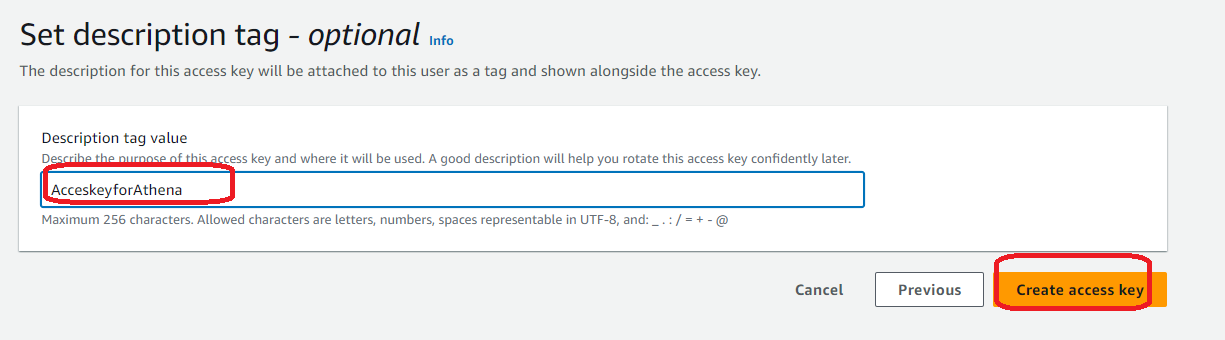 Set description tag - optional Info
The description for this access key will be attached to this user as a tag and shown alongside the access key.
Description tag value
Describe the purpose of this access key and where it will be used. A good description will help you rotate this access key confidently later.
AcceskeyforAthena
Maximum 256 characters. Allowed characters are letters, numbers, spaces representable in UTF-8, and: _ . : / = + - @
Cancel Previous Create access key